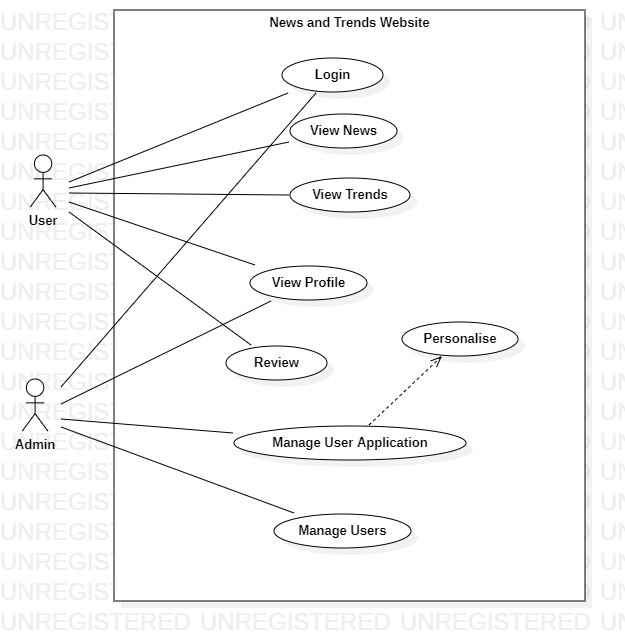 News and Trends Website
Login
View News
View Trends
User
View Profile
Personalise
Review
Admin
Manage User Application
Manage Users
UNREGISTERED UNREGISTERED UNREGISTERED UN